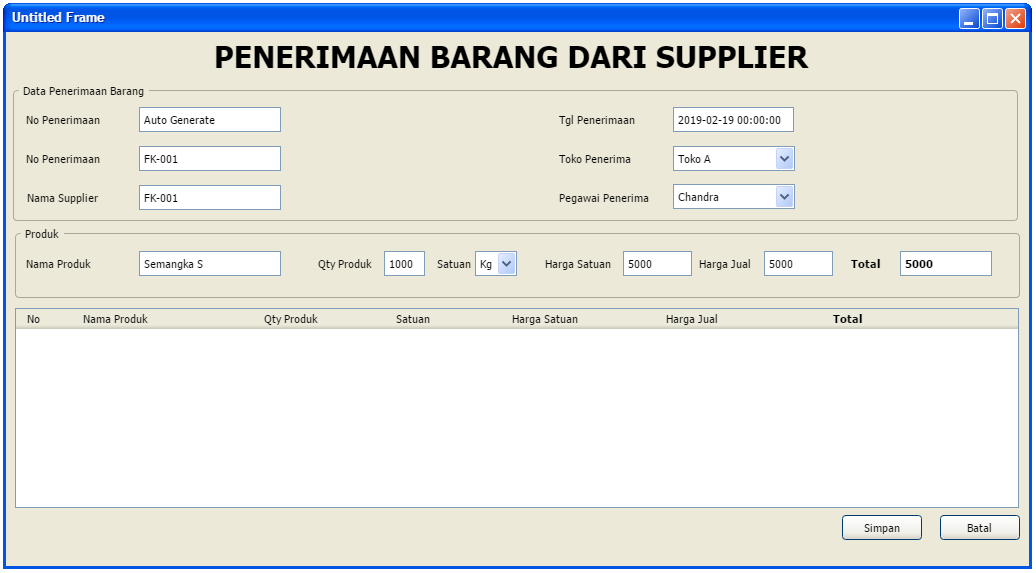 Untitled Frame
PENERIMAAN BARANG DARI SUPPLIER
Data Penerimaan Barang
No Penerimaan Auto Generate Tgl Penerimaan 2019-02-19 00:00:00
No Penerimaan FK-001 Toko Penerima Toko A
Nama Supplier FK-001 Pegawai Penerima Chandra
Produk
Nama Produk Semangka S Qty Produk 1000 Satuan Kg Harga Satuan 5000 Harga Jual 5000 Total 5000
No Nama Produk Qty Produk Satuan Harga Satuan Harga Jual Total
Simpan Batal